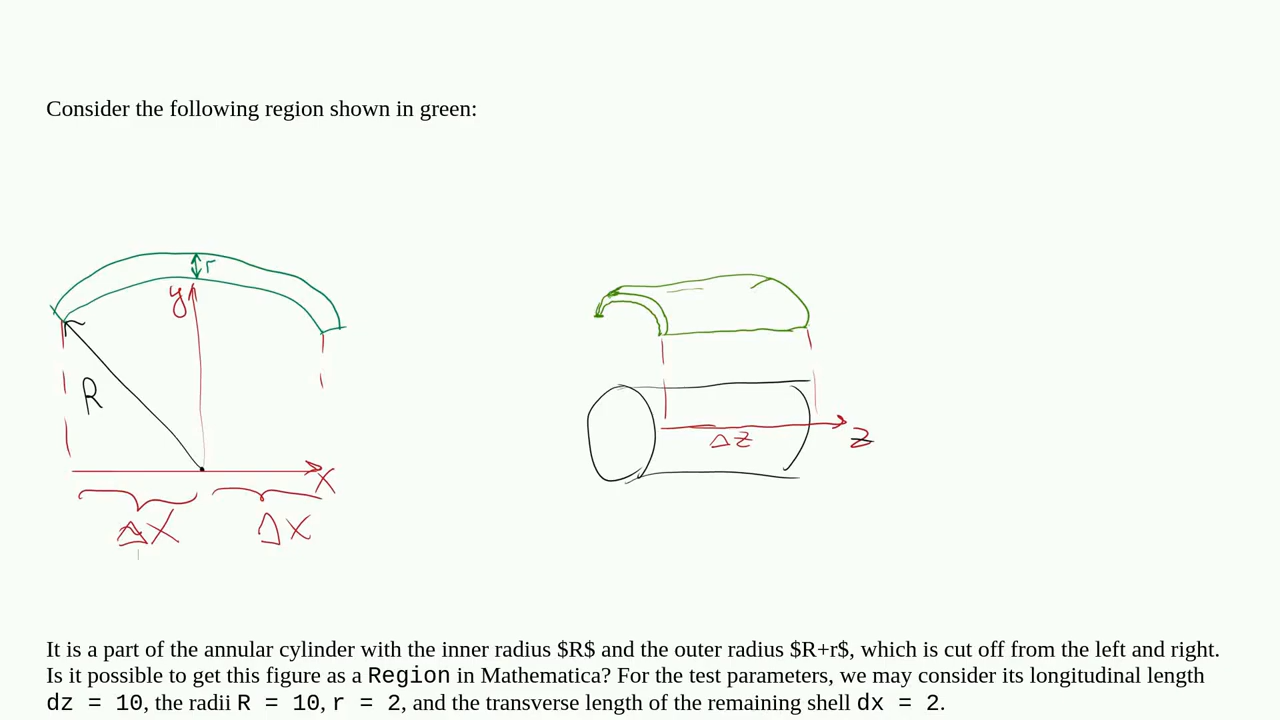 Consider the following region shown in green:
r
y
R
X
ΔX
ΔX
ΔZ
Z
It is a part of the annular cylinder with the inner radius $R$ and the outer radius $R+r$, which is cut off from the left and right.
Is it possible to get this figure as a Region in Mathematica? For the test parameters, we may consider its longitudinal length
dz = 10, the radii R = 10, r = 2, and the transverse length of the remaining shell dx = 2.